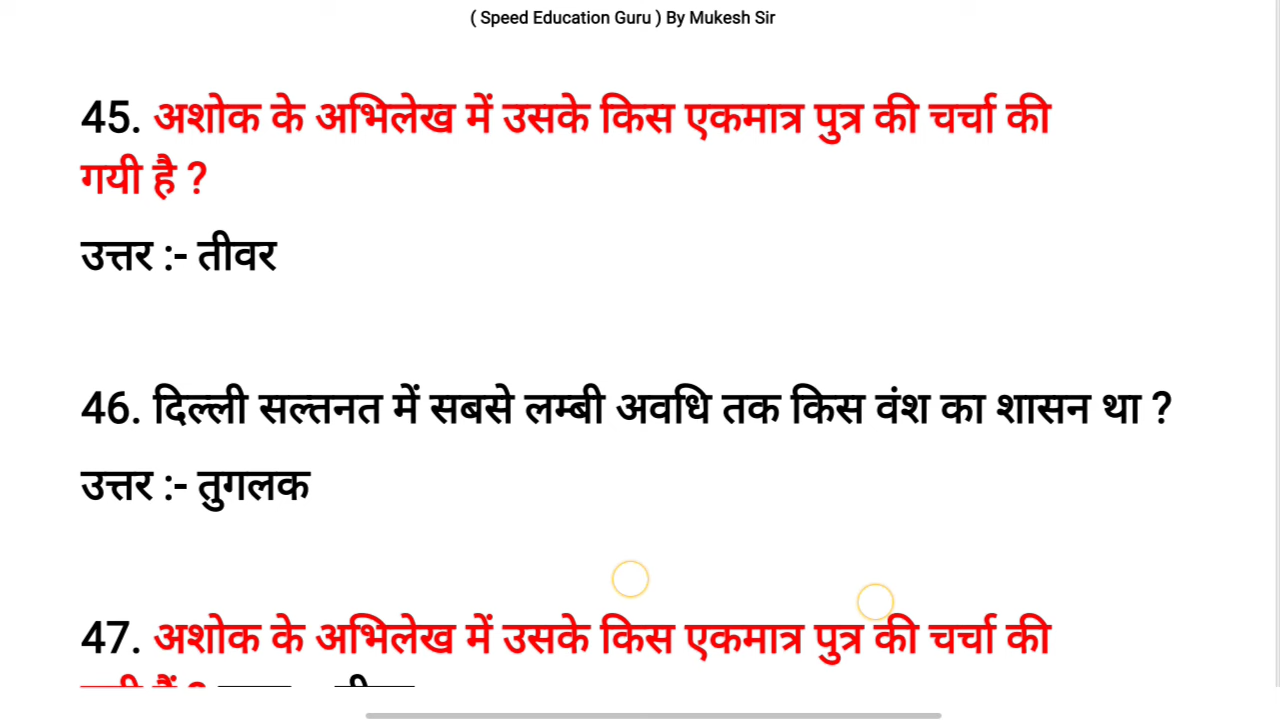 ( Speed Education Guru ) By Mukesh Sir
45. अशोक के अभिलेख में उसके किस एकमात्र पुत्र की चर्चा की
गयी है ?
उत्तर :- तीवर
46. दिल्ली सल्तनत में सबसे लम्बी अवधि तक किस वंश का शासन था ?
उत्तर :- तुगलक
47. अशोक के अभिलेख में उसके किस एकमात्र पुत्र की चर्चा की